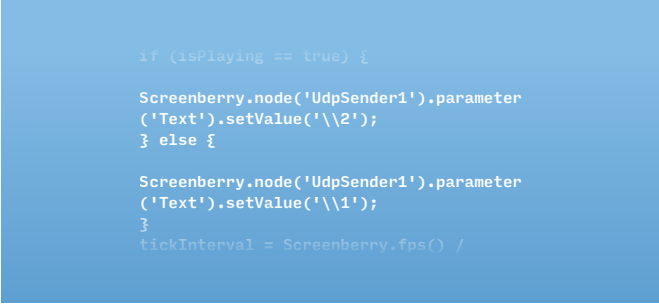 if (isPlaying == true) {
Screenberry.node('UdpSender1').parameter
('Text').setValue('\\2');
} else {
Screenberry.node('UdpSender1').parameter
('Text').setValue('\\1');
}
tickInterval = Screenberry.fps() /